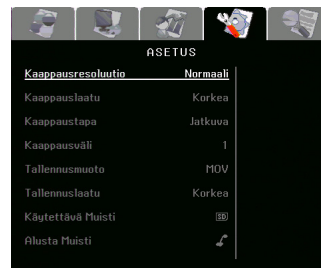 ASETUS
Kaappausresoluutio Normaali
Kaappauslaatu Korkea
Kaappaustapa Jatkuva
Kaappausväli 1
Tallennusmuoto MOV
Tallennuslaatu Korkea
Käytettävä Muisti SD
Alusta Muisti